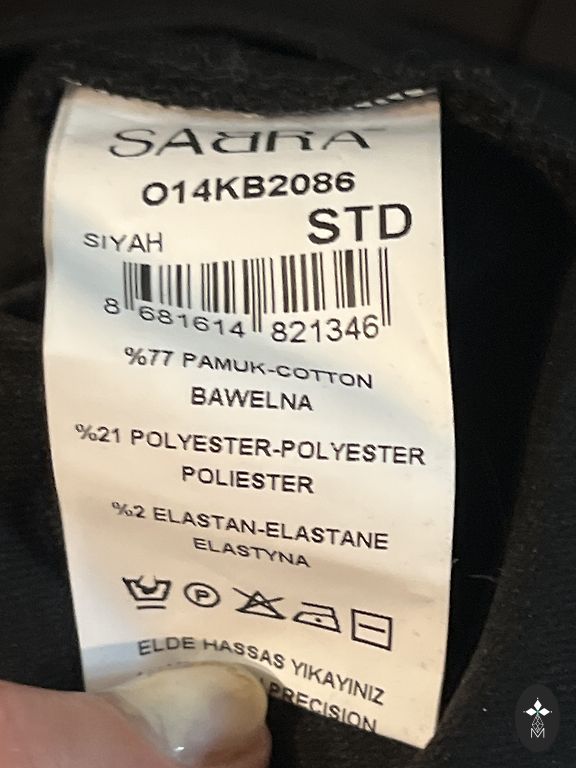 SABRA
O14KB2086
STD
SIYAH
8 681614 821346
%77 PAMUK-COTTON
BAWELNA
%21 POLYESTER-POLYESTER
POLIESTER
%2 ELASTAN-ELASTANE
ELASTYNA
P
ELDE HASSAS YIKAYINIZ
PRECISION